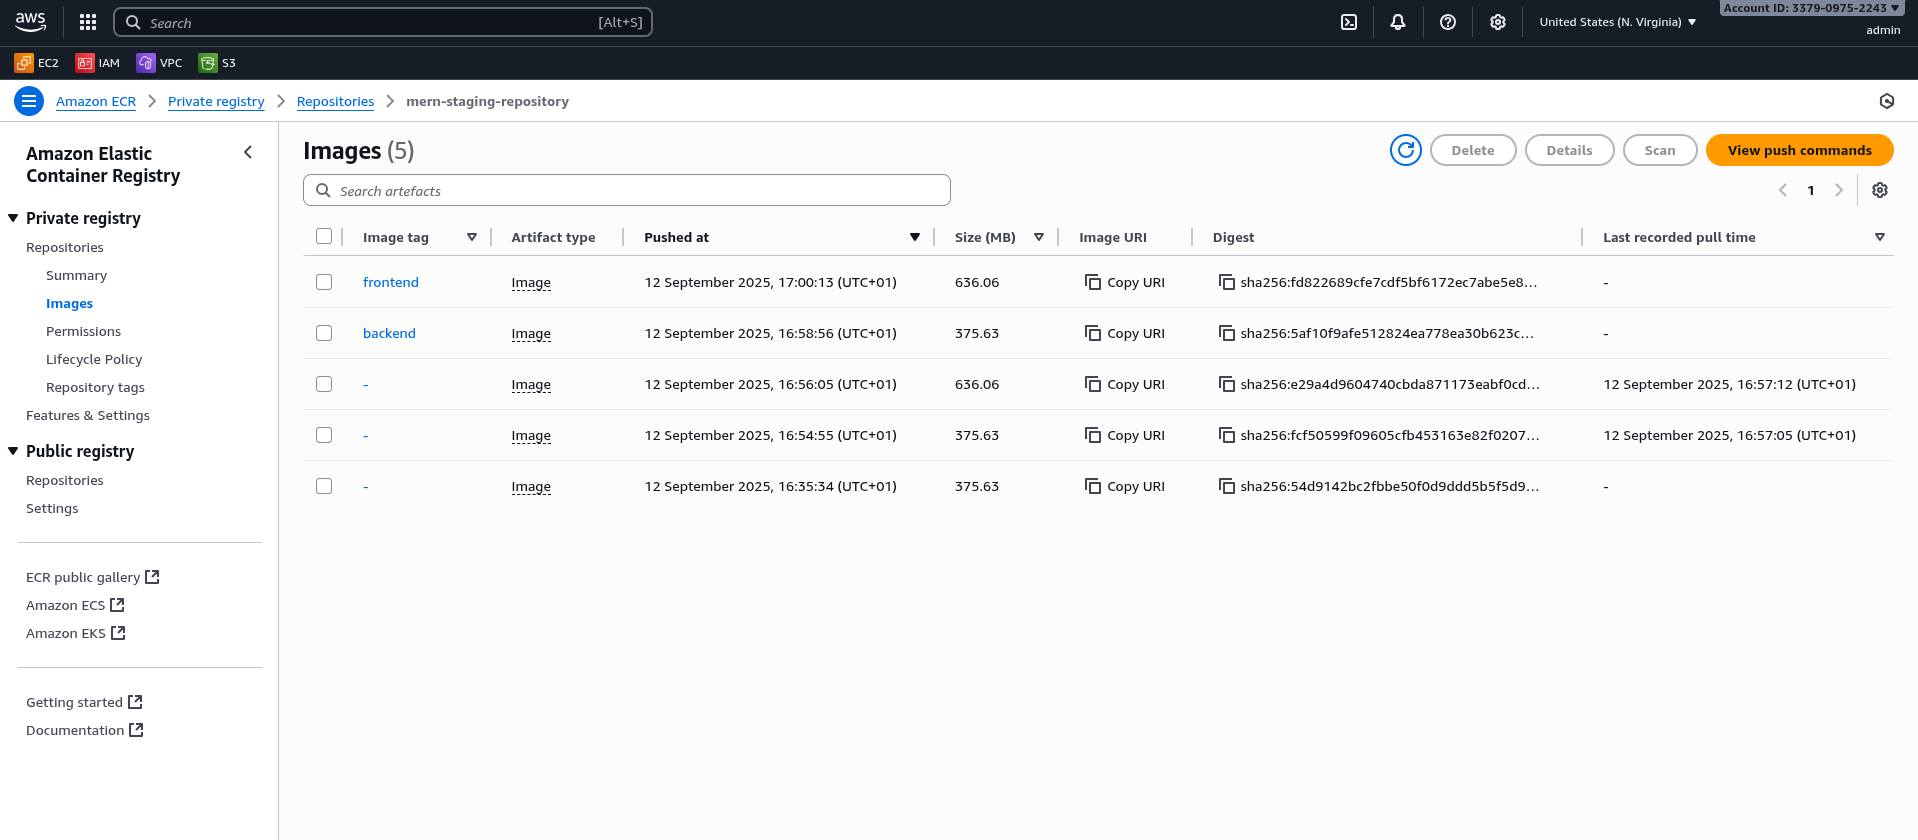 aws
Search [Alt+S]
United States (N. Virginia)
Account ID: 3379-0975-2243
admin
EC2 IAM VPC S3
Amazon ECR Private registry Repositories mern-staging-repository
Amazon Elastic
Container Registry
Private registry
Repositories
Summary
Images
Permissions
Lifecycle Policy
Repository tags
Features & Settings
Public registry
Repositories
Settings
ECR public gallery
Amazon ECS
Amazon EKS
Getting started
Documentation
Images (5)
Delete Details Scan View push commands
Search artefacts
1
Image tag Artifact type Pushed at Size (MB) Image URI Digest Last recorded pull time
frontend Image 12 September 2025, 17:00:13 (UTC+01) 636.06 Copy URI sha256:fd822689cfe7cdf5bf6172ec7abe5e8... -
backend Image 12 September 2025, 16:58:56 (UTC+01) 375.63 Copy URI sha256:5af10f9afe512824ea778ea30b623c... -
- Image 12 September 2025, 16:56:05 (UTC+01) 636.06 Copy URI sha256:e29a4d9604740cbda871173eabf0cd... 12 September 2025, 16:57:12 (UTC+01)
- Image 12 September 2025, 16:54:55 (UTC+01) 375.63 Copy URI sha256:fcf50599f09605cfb453163e82f0207... 12 September 2025, 16:57:05 (UTC+01)
- Image 12 September 2025, 16:35:34 (UTC+01) 375.63 Copy URI sha256:54d9142bc2fbbe50f0d9ddd5b5f5d9... -